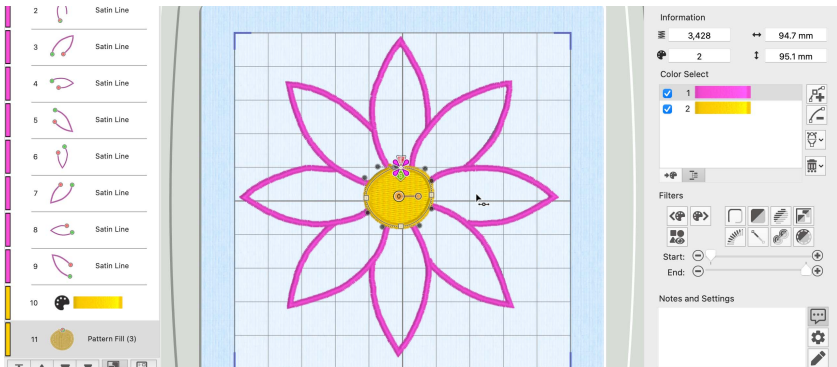 2 Satin Line
3 Satin Line
4 Satin Line
5 Satin Line
6 Satin Line
7 Satin Line
8 Satin Line
9 Satin Line
10
11 Pattern Fill (3)
Information
3,428 94.7 mm
2 95.1 mm
Color Select
1
2
Filters
Start:
End:
Notes and Settings